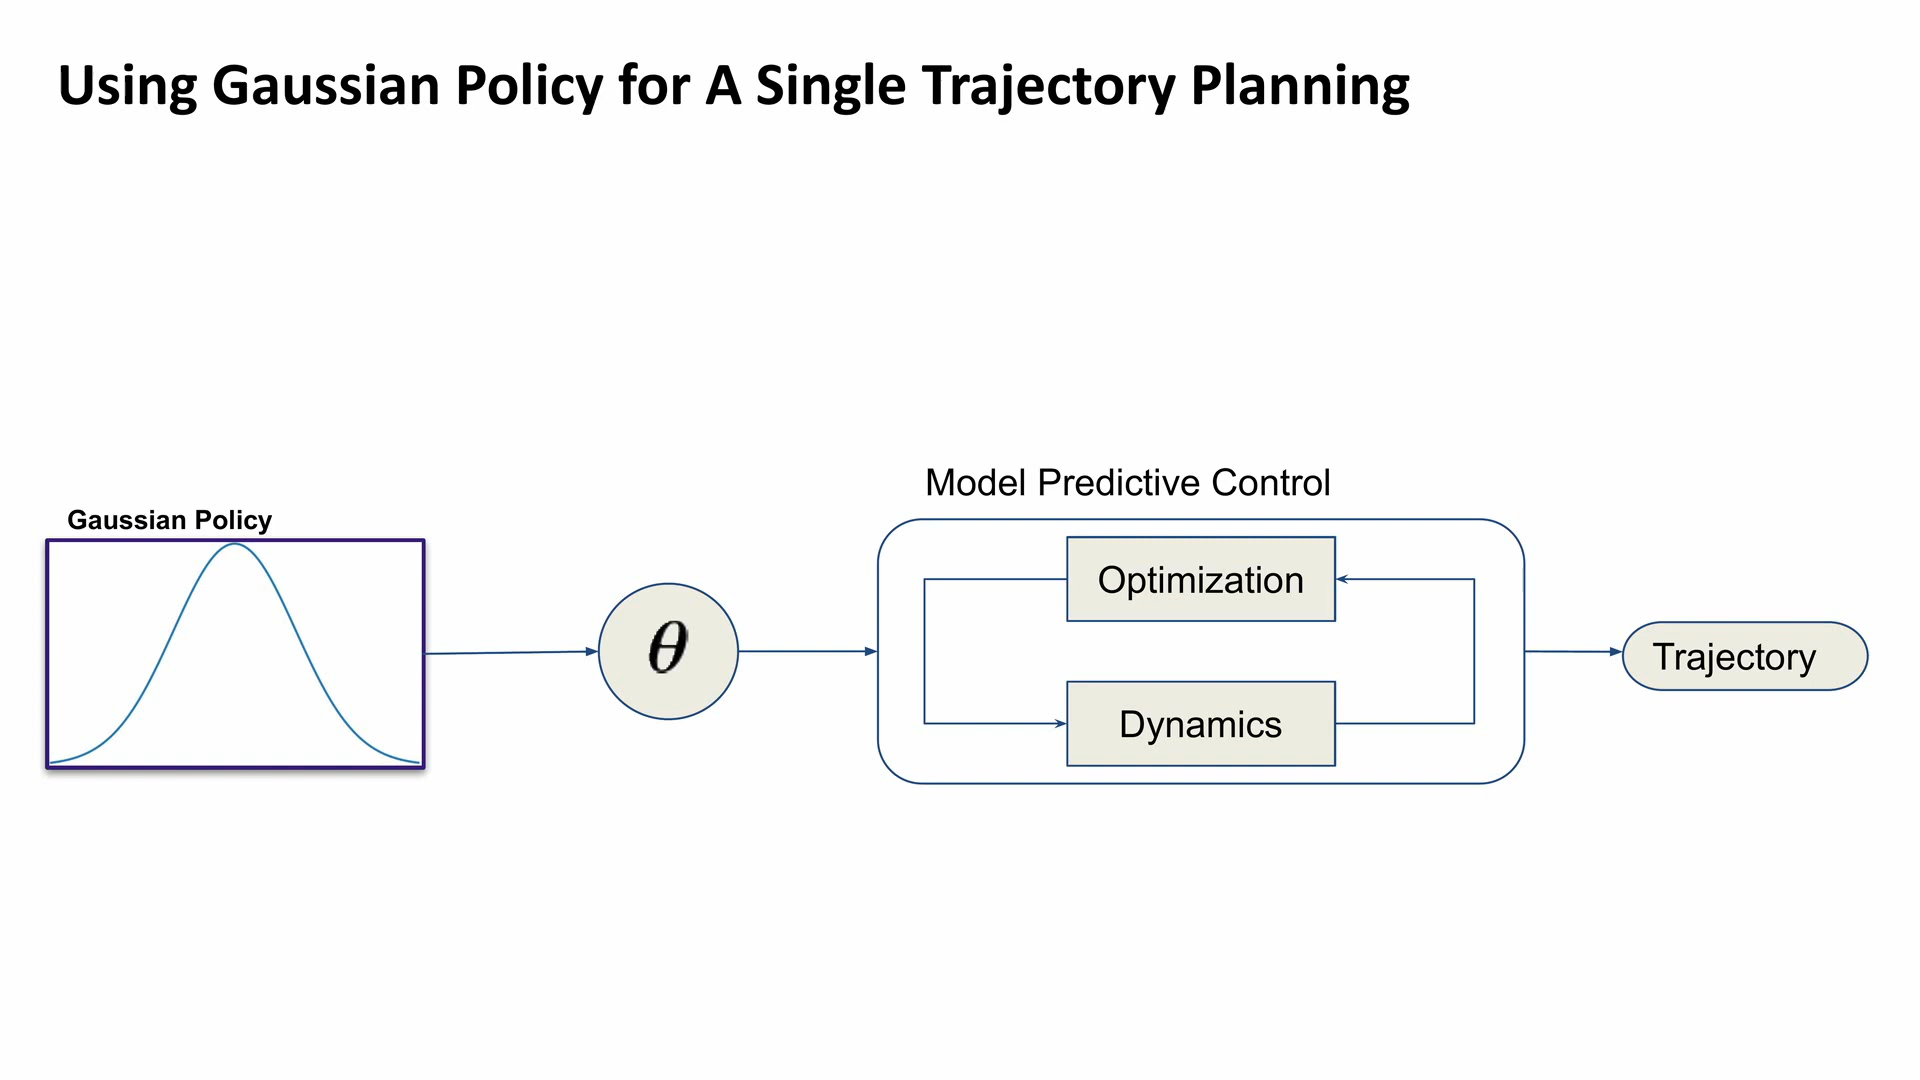 Using Gaussian Policy for A Single Trajectory Planning
Model Predictive Control
Gaussian Policy
Optimization
θ
Trajectory
Dynamics